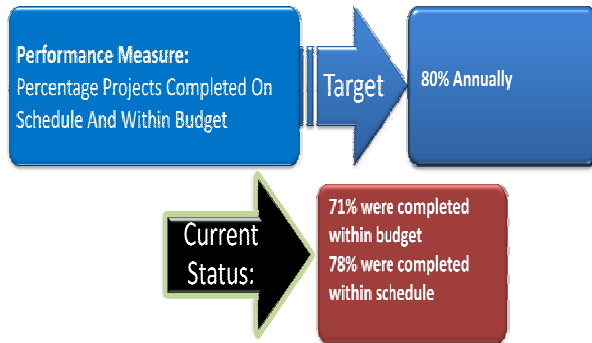 Performance Measure:
Percentage Projects Completed On
Schedule And Within Budget
Target
80% Annually
Current
Status:
71% were completed
within budget
78% were completed
within schedule